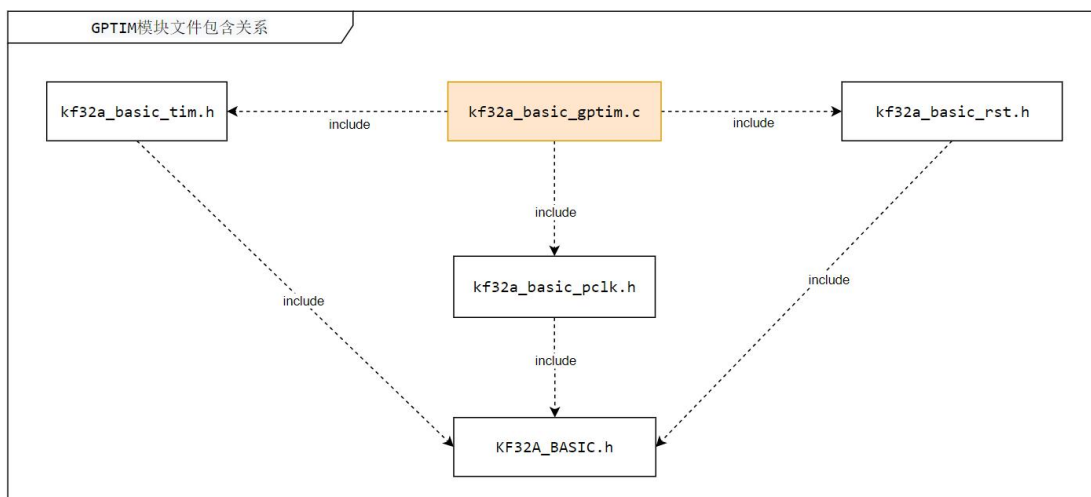 GPTIM模块文件包含关系
kf32a_basic_tim.h
kf32a_basic_gptim.c
kf32a_basic_rst.h
include
include
include
kf32a_basic_pclk.h
include
include
include
KF32A_BASIC.h